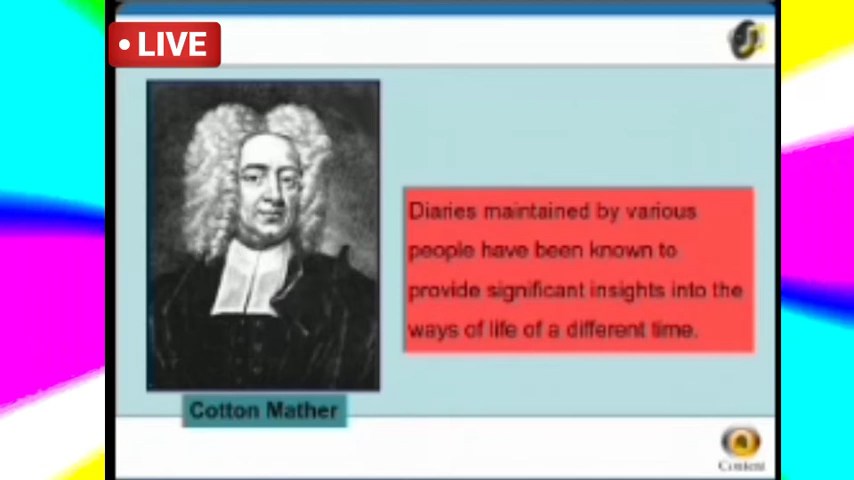 LIVE
Diaries maintained by various
people have been known to
provide significant insights into the
ways of life of a different time.
Cotton Mather
Content